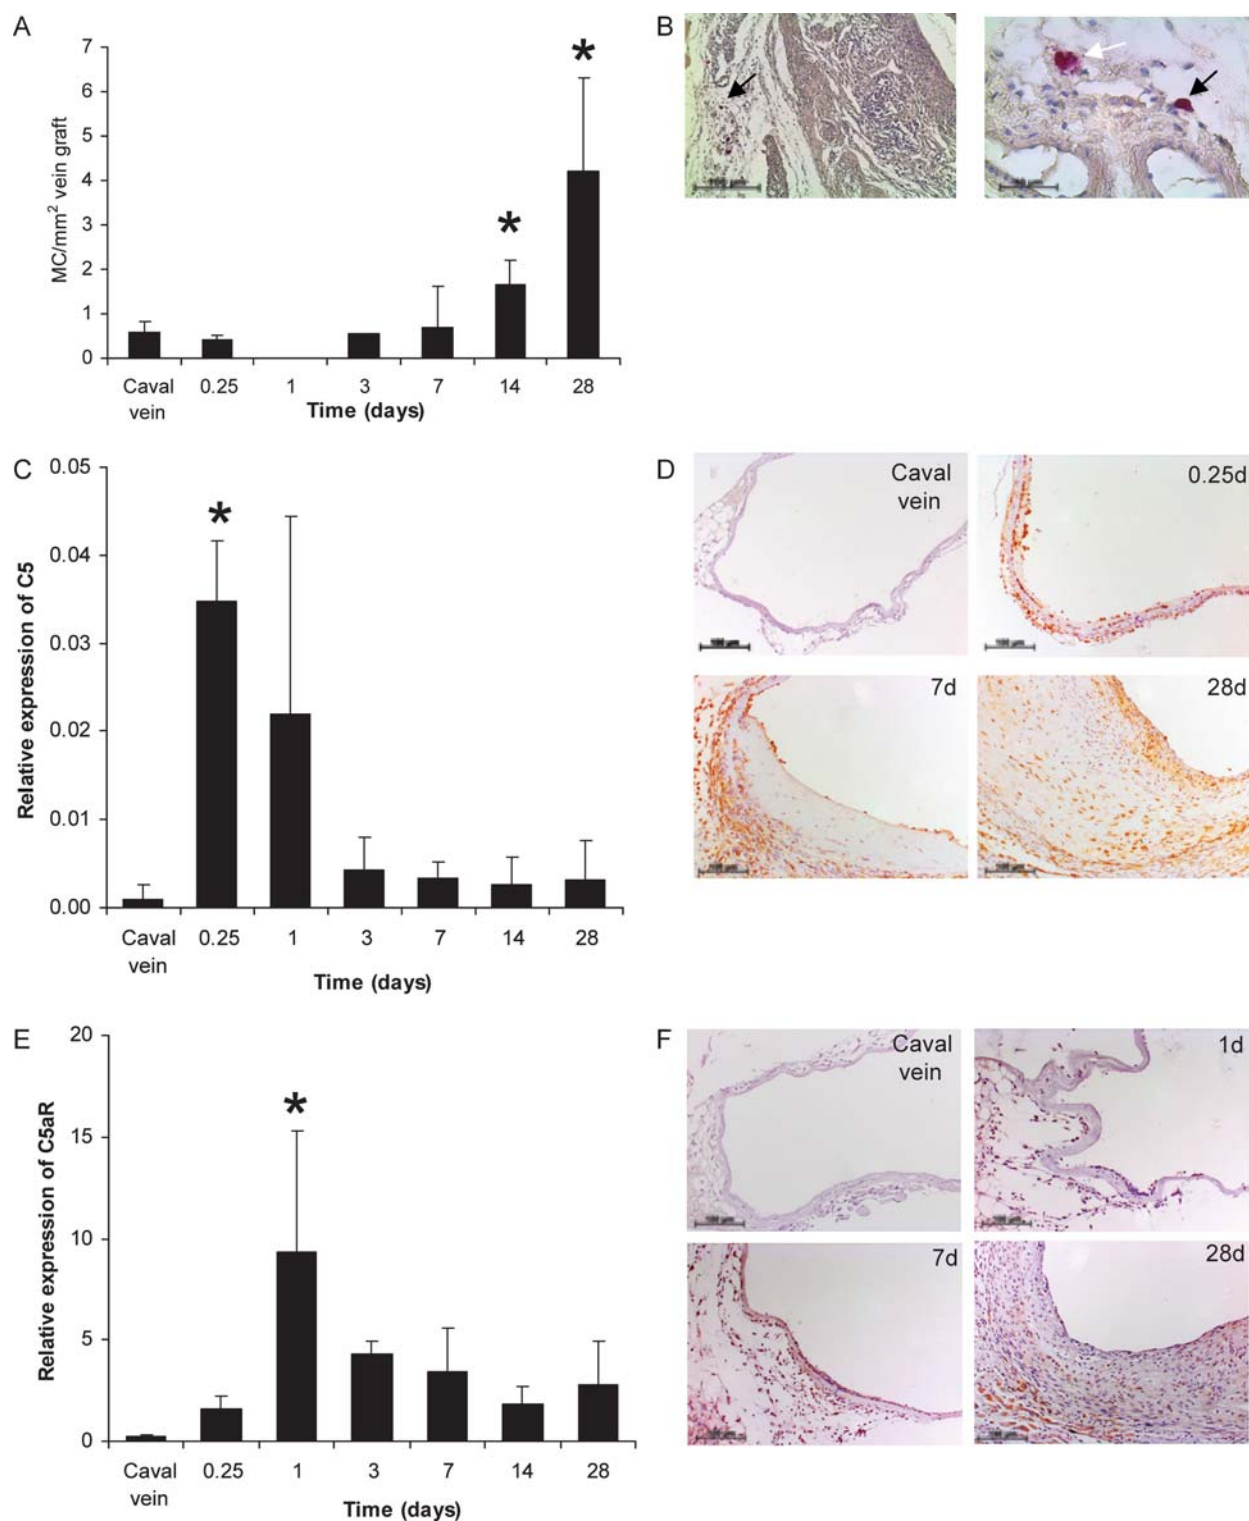 A
MC/mm² vein graft
7
6
5
4
3
2
1
0
Caval vein
0.25
1
3
7
14
28
Time (days)
*
*
B
C
Relative expression of C5
0.05
0.04
0.03
0.02
0.01
0.00
Caval vein
0.25
1
3
7
14
28
Time (days)
*
D
Caval
vein
0.25d
7d
28d
E
Relative expression of C5aR
20
15
10
5
0
Caval vein
0.25
1
3
7
14
28
Time (days)
*
F
Caval
vein
1d
7d
28d